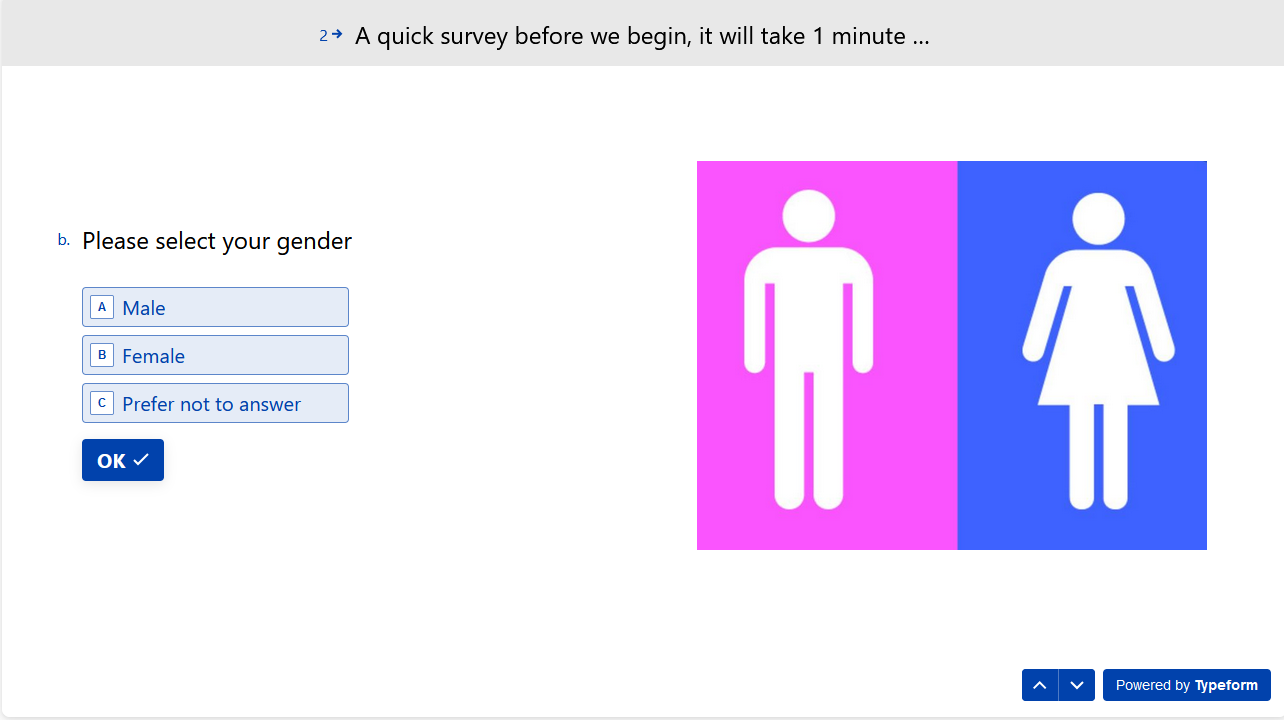 2 A quick survey before we begin, it will take 1 minute ...
b. Please select your gender
A Male
B Female
C Prefer not to answer
OK
Powered by Typeform